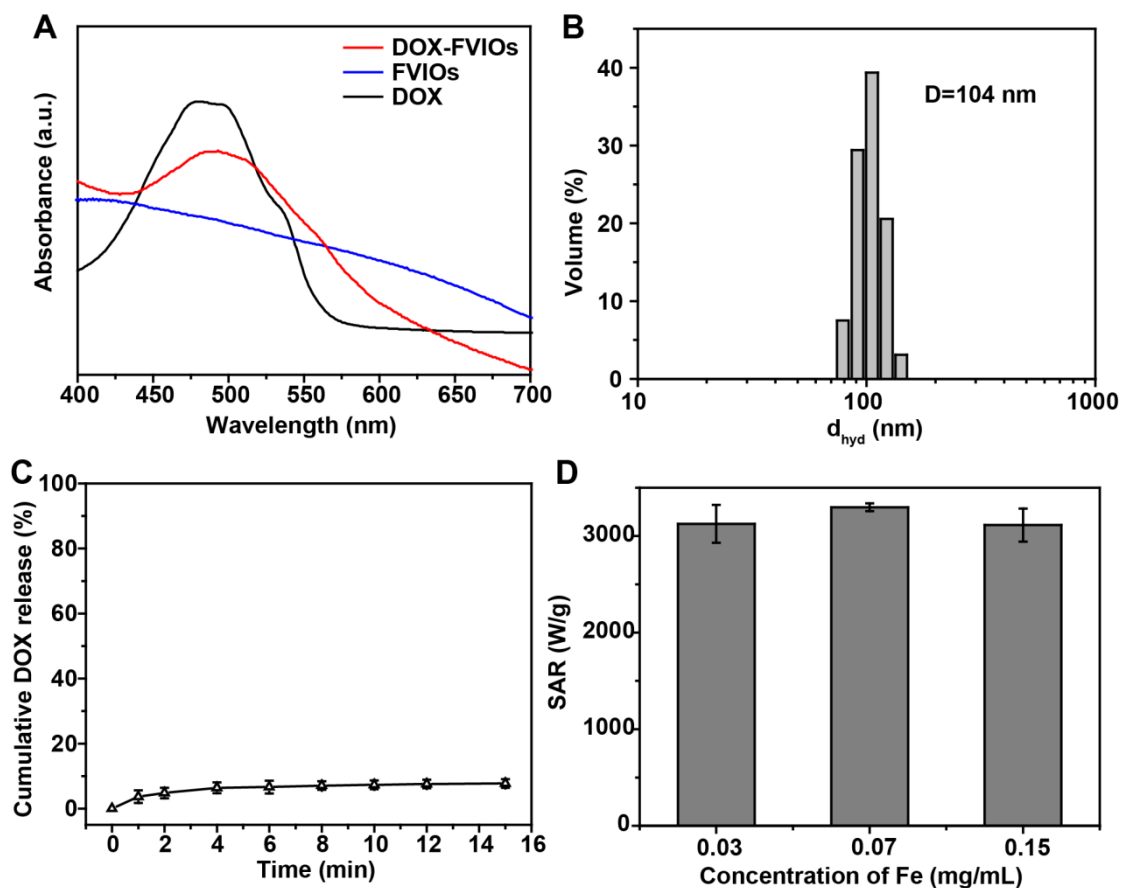 A
Absorbance (a.u.)
DOX-FVIOs
FVIOs
DOX
400 450 500 550 600 650 700
Wavelength (nm)
B
Volume (%)
40
30
20
10
0
D=104 nm
10 100 1000
dhyd (nm)
C
Cumulative DOX release (%)
100
80
60
40
20
0
0 2 4 6 8 10 12 14 16
Time (min)
D
SAR (W/g)
3000
2000
1000
0
0.03 0.07 0.15
Concentration of Fe (mg/mL)